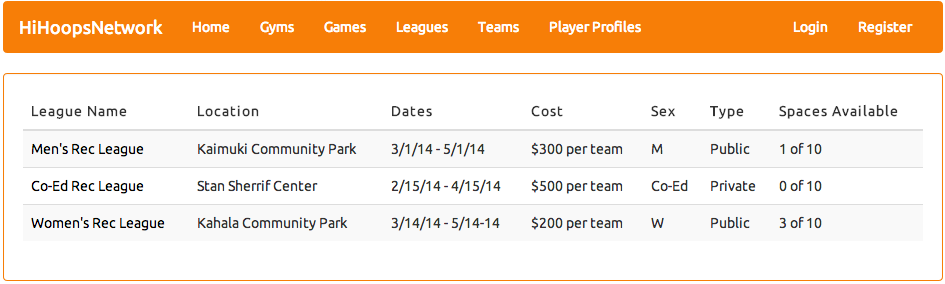 HiHoopsNetwork Home Gyms Games Leagues Teams Player Profiles Login Register
League Name Location Dates Cost Sex Type Spaces Available
Men's Rec League Kaimuki Community Park 3/1/14 - 5/1/14 $300 per team M Public 1 of 10
Co-Ed Rec League Stan Sherrif Center 2/15/14 - 4/15/14 $500 per team Co-Ed Private 0 of 10
Women's Rec League Kahala Community Park 3/14/14 - 5/14-14 $200 per team W Public 3 of 10